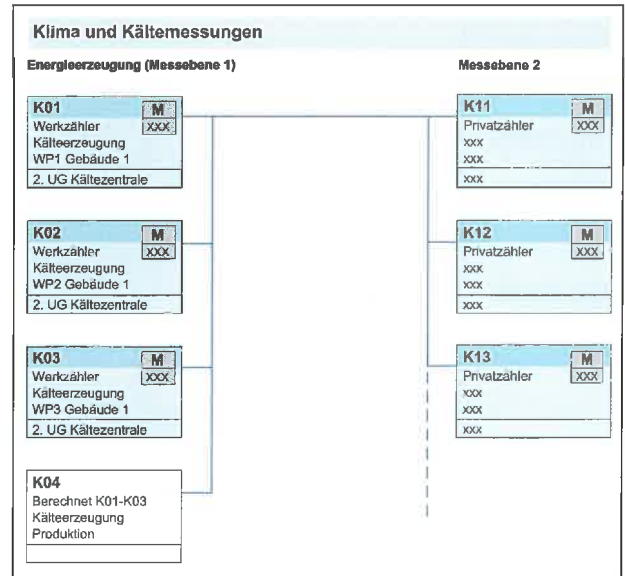 Klima und Kältemessungen
Energieerzeugung (Messebene 1)
Messebene 2
K01
M
Werkzähler
xxx
Kälteerzeugung
WP1 Gebäude 1
2. UG Kältezentrale
K02
M
Werkzähler
xxx
Kälteerzeugung
WP2 Gebäude 1
2. UG Kältezentrale
K03
M
Werkzähler
xxx
Kälteerzeugung
WP3 Gebäude 1
2. UG Kältezentrale
K04
Berechnet K01-K03
Kälteerzeugung
Produktion
K11
M
Privatzähler
xxx
xxx
xxx
xxx
K12
M
Privatzähler
xxx
xxx
xxx
xxx
K13
M
Privatzähler
xxx
xxx
xxx
xxx